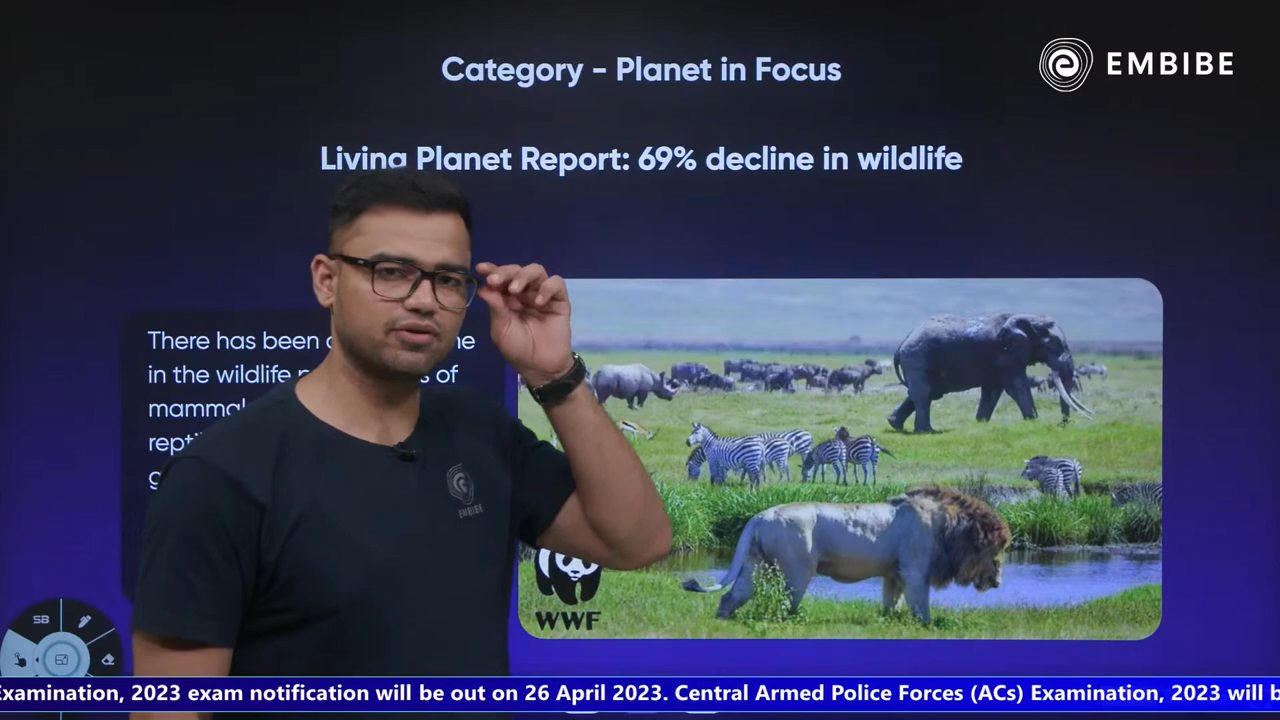 Category - Planet in Focus
EMBIBE
Living Planet Report: 69% decline in wildlife
There has been
in the wildlife of
EMBIBE
WWF
SB
Examination, 2023 exam notification will be out on 26 April 2023. Central Armed Police Forces (ACs) Examination, 2023 will